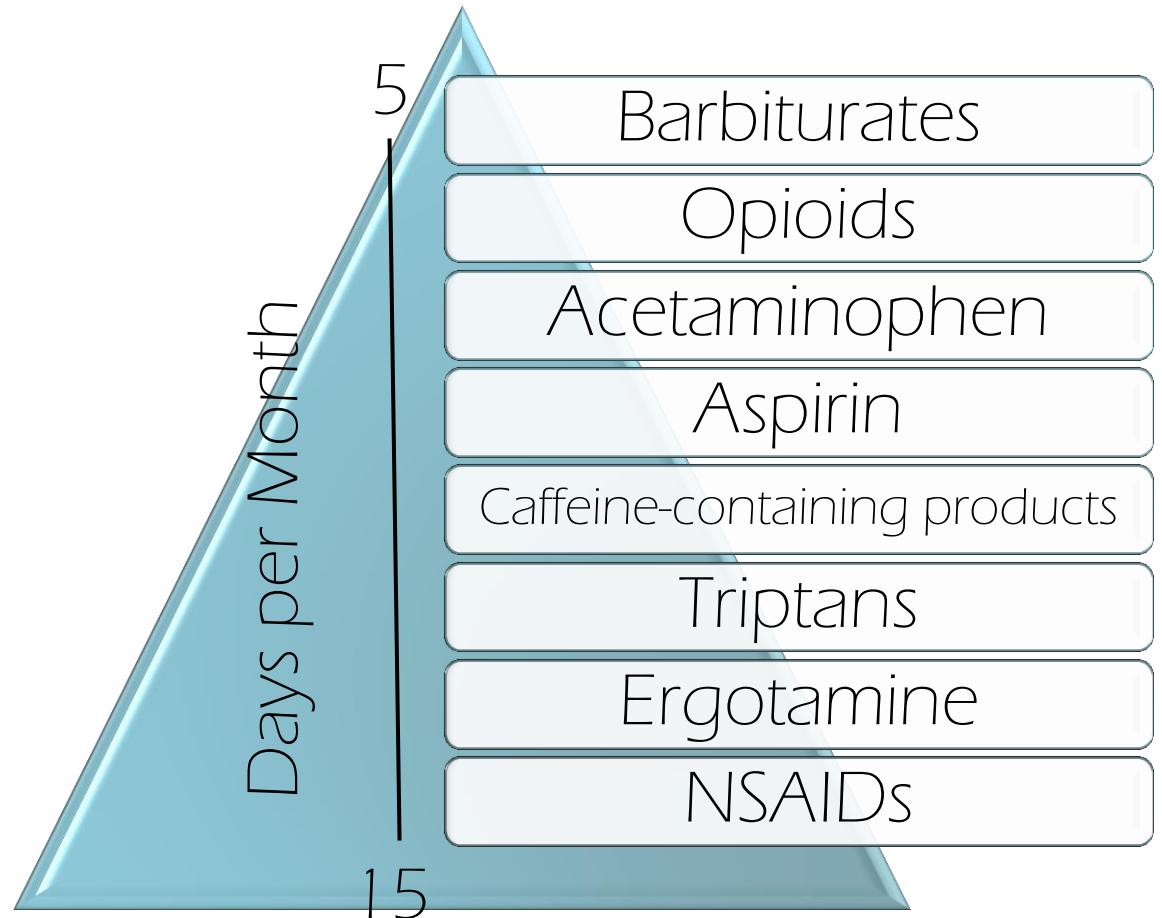 5
Barbiturates
Opioids
Acetaminophen
Aspirin
Caffeine-containing products
Triptans
Ergotamine
NSAIDs
Days per Month
15